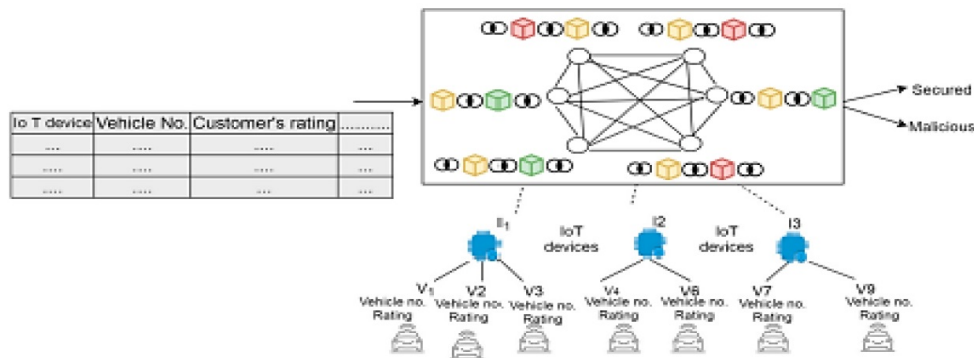 Secured
Malicious
Io T device Vehicle No. Customer's rating ...........
... .... .... ...
.... .... .... ...
.... .... ... ...
I1 IoT devices I2 IoT devices I3
V1 V2 V3 V4 V6 V7 V9
Vehicle no. Rating
Vehicle no. Rating
Vehicle no. Rating
Vehicle no. Rating
Vehicle no. Rating
Vehicle no. Rating
Vehicle no. Rating